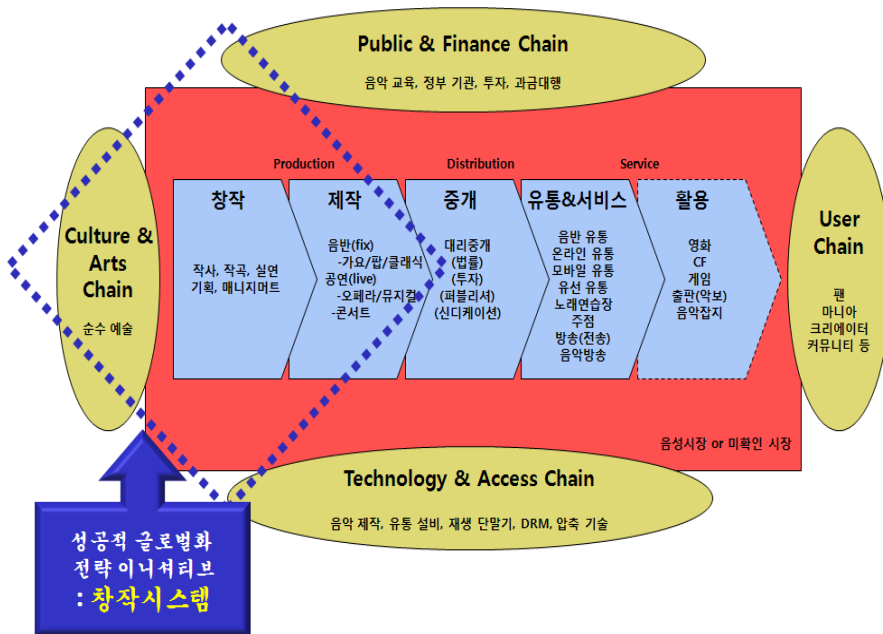 Public & Finance Chain
음악 교육, 정부 기관, 투자, 과금대행
Culture &
Arts
Chain
순수 예술
Production
Distribution
Service
창작
작사, 작곡, 실연
기획, 매니지머트
제작
음반(fix)
-가요/팝/클래식
공연(live)
-오페라/뮤지컬
-콘서트
중개
대리중개
(법률)
(투자)
(퍼블리셔)
(신디케이션)
유통&서비스
음반 유통
온라인 유통
모바일 유통
유선 유통
노래연습장
주점
방송(전송)
음악방송
활용
영화
CF
게임
출판(악보)
음악잡지
User
Chain
팬
마니아
크리에이터
커뮤니티 등
음성시장 or 미확인 시장
Technology & Access Chain
음악 제작, 유통 설비, 재생 단말기, DRM, 압축 기술
성공적 글로벌화
전략 이니셔티브
: 창작시스템